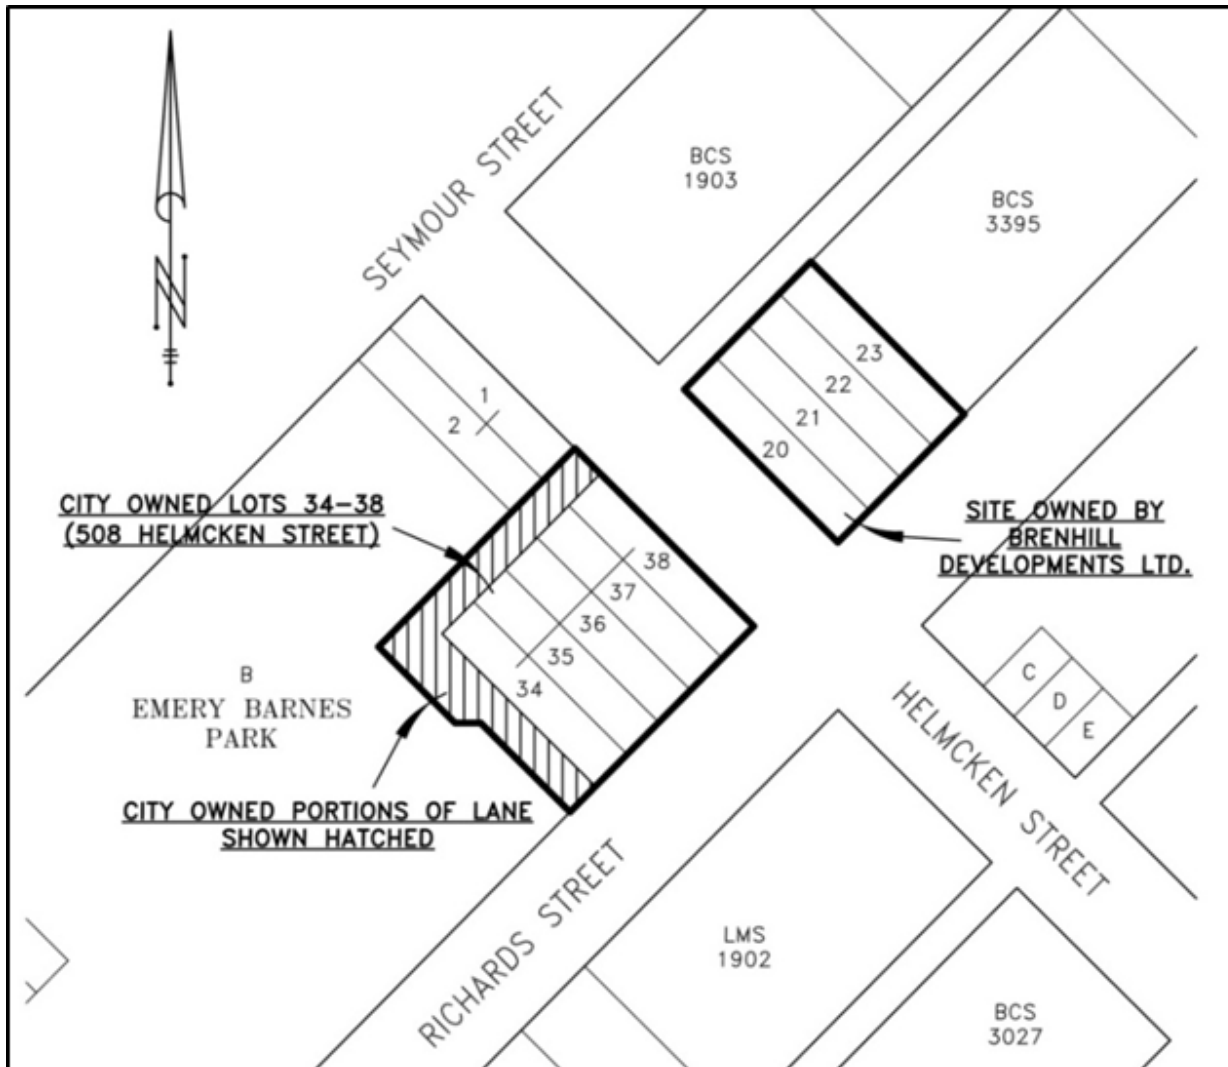 SEYMOUR STREET
BCS
1903
BCS
3395
N
23
22
21
20
1
2
CITY OWNED LOTS 34-38
(508 HELMCKEN STREET)
SITE OWNED BY
BRENHILL
DEVELOPMENTS LTD.
38
37
36
35
34
B
EMERY BARNES
PARK
C
D
E
HELMCKEN STREET
CITY OWNED PORTIONS OF LANE
SHOWN HATCHED
RICHARDS STREET
LMS
1902
BCS
3027